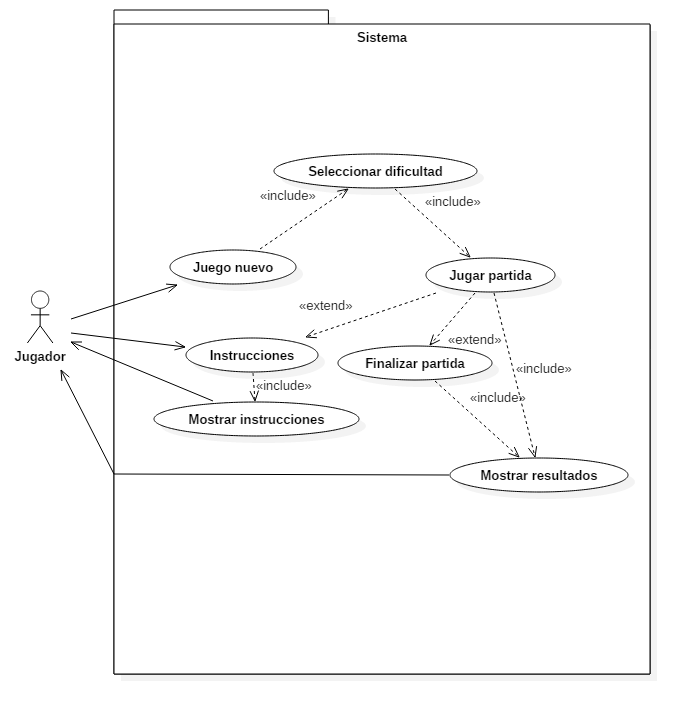 Sistema
Seleccionar dificultad
«include»
«include»
Juego nuevo
Jugar partida
«extend»
Jugador
Instrucciones
«extend»
Finalizar partida
«include»
«include»
«include»
Mostrar instrucciones
Mostrar resultados